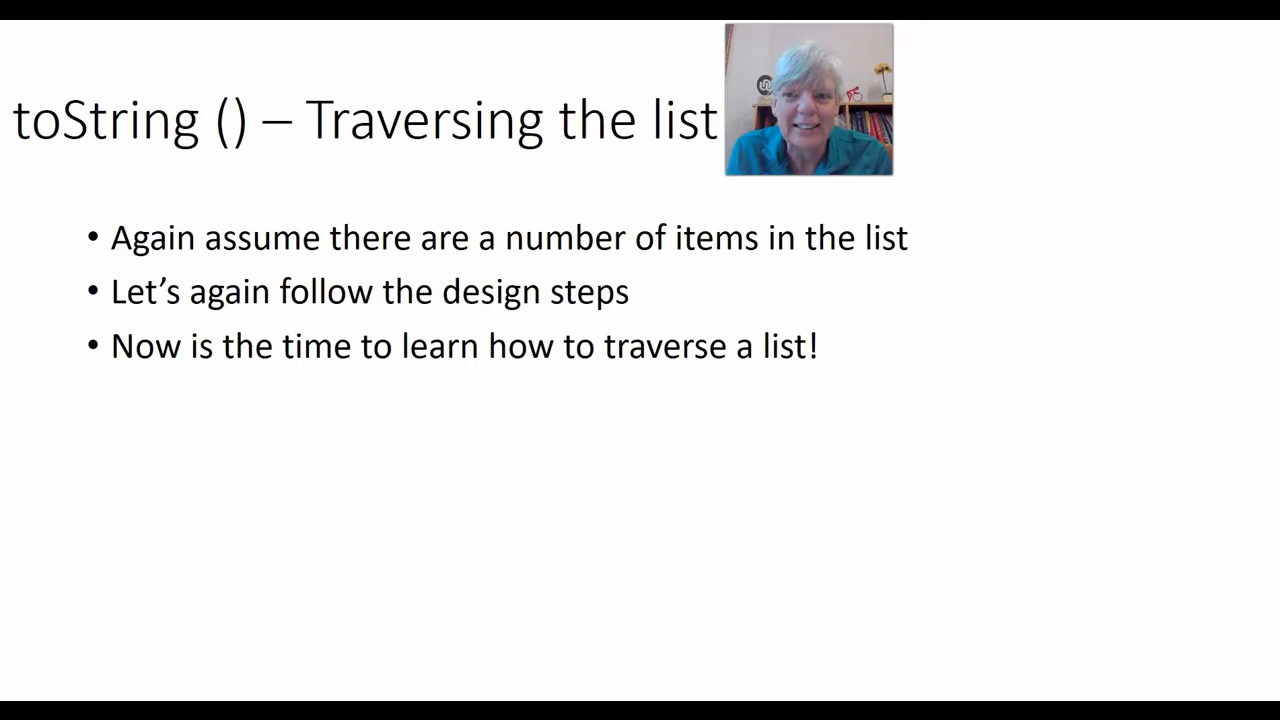 toString () – Traversing the list
• Again assume there are a number of items in the list
• Let’s again follow the design steps
• Now is the time to learn how to traverse a list!